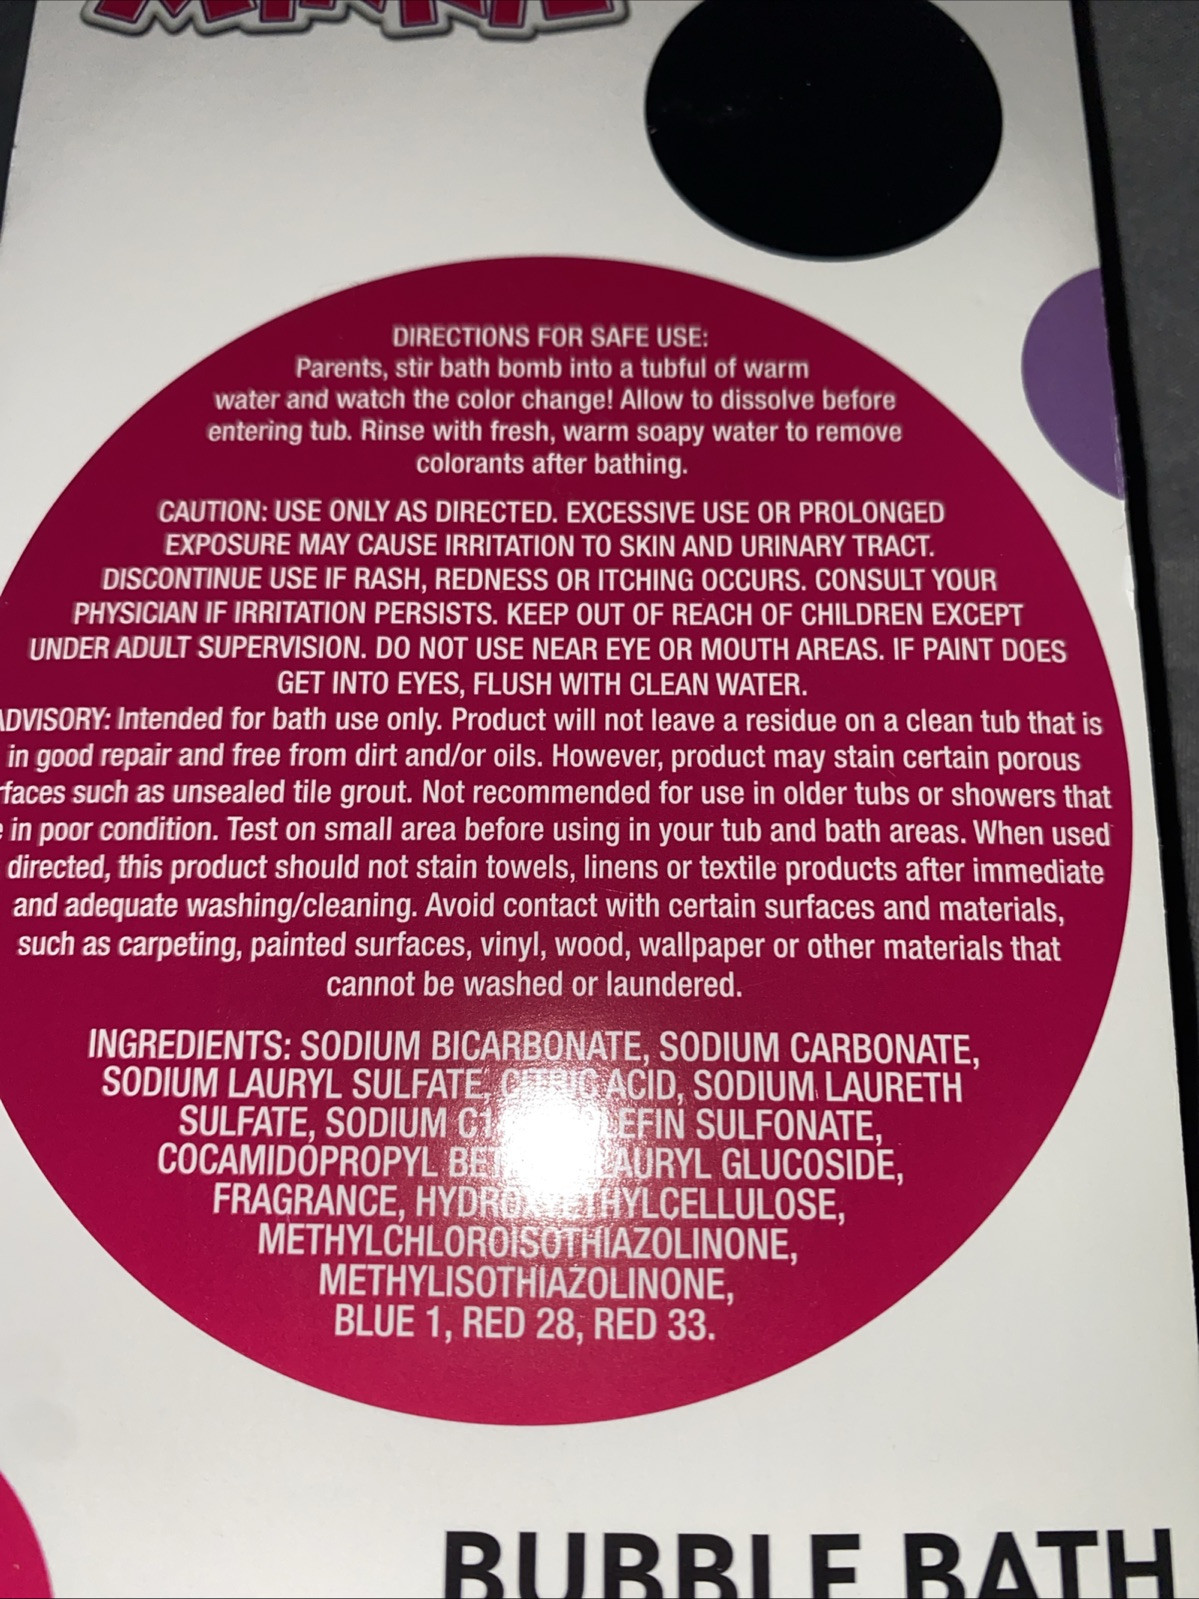 DIRECTIONS FOR SAFE USE:
Parents, stir bath bomb into a tubful of warm
water and watch the color change! Allow to dissolve before
entering tub. Rinse with fresh, warm soapy water to remove
colorants after bathing.
CAUTION: USE ONLY AS DIRECTED. EXCESSIVE USE OR PROLONGED
EXPOSURE MAY CAUSE IRRITATION TO SKIN AND URINARY TRACT.
DISCONTINUE USE IF RASH, REDNESS OR ITCHING OCCURS. CONSULT YOUR
PHYSICIAN IF IRRITATION PERSISTS. KEEP OUT OF REACH OF CHILDREN EXCEPT
UNDER ADULT SUPERVISION. DO NOT USE NEAR EYE OR MOUTH AREAS. IF PAINT DOES
GET INTO EYES, FLUSH WITH CLEAN WATER.
ADVISORY: Intended for bath use only. Product will not leave a residue on a clean tub that is
in good repair and free from dirt and/or oils. However, product may stain certain porous
such as unsealed tile grout. Not recommended for use in older tubs or showers that
in poor condition. Test on small area before using in your tub and bath areas. When used
directed, this product should not stain towels, linens or textile products after immediate
and adequate washing/cleaning. Avoid contact with certain surfaces and materials,
such as carpeting, painted surfaces, vinyl, wood, wallpaper or other materials that
cannot be washed or laundered.
INGREDIENTS: SODIUM BICARBONATE, SODIUM CARBONATE,
SODIUM LAURYL SULFATE, CITRIC ACID, SODIUM LAURETH
SULFATE, SODIUM SULFONATE,
COCAMIDOPROPYL GLUCOSIDE,
FRAGRANCE,
METHYLCHLOROISOTHIAZOLINONE,
METHYLISOTHIAZOLINONE,
BLUE 1, RED 28, RED 33.
BUBBLE BATH